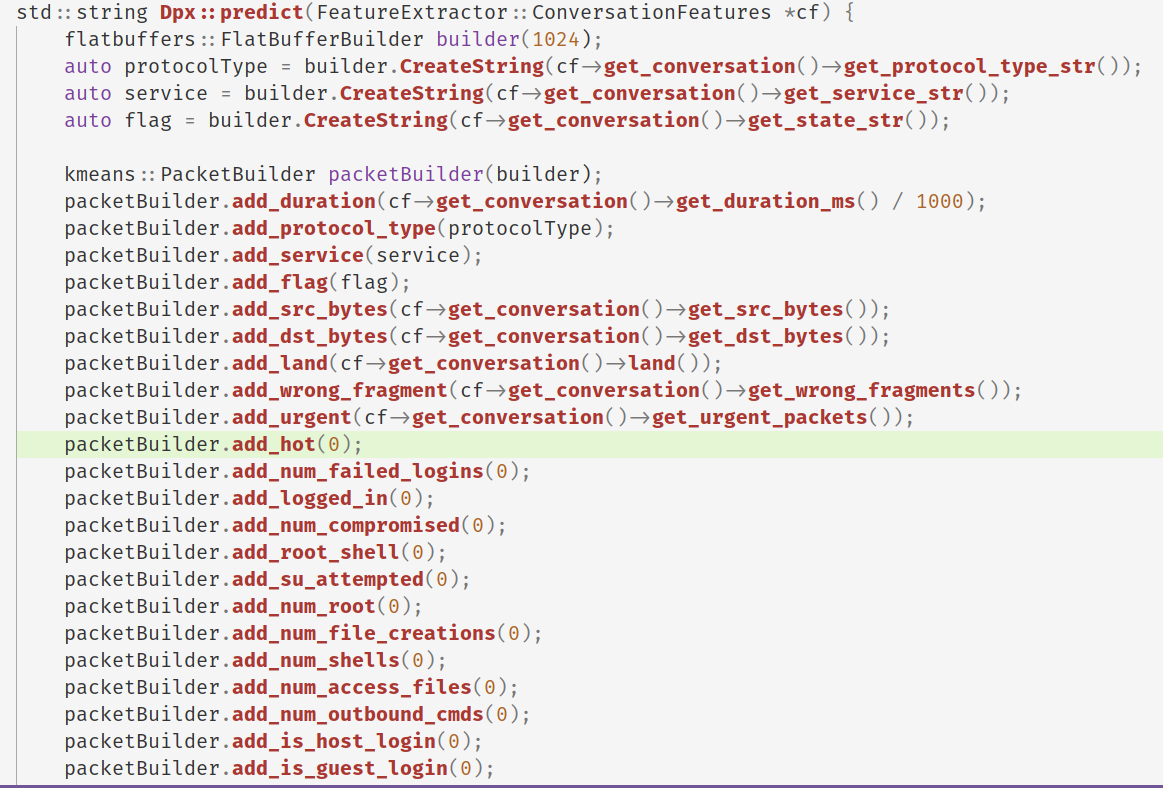 std::string Dpx::predict(FeatureExtractor::ConversationFeatures *cf) {
flatbuffers::FlatBufferBuilder builder(1024);
auto protocolType = builder.CreateString(cf->get_conversation()->get_protocol_type_str());
auto service = builder.CreateString(cf->get_conversation()->get_service_str());
auto flag = builder.CreateString(cf->get_conversation()->get_state_str());
kmeans::PacketBuilder packetBuilder(builder);
packetBuilder.add_duration(cf->get_conversation()->get_duration_ms() / 1000);
packetBuilder.add_protocol_type(protocolType);
packetBuilder.add_service(service);
packetBuilder.add_flag(flag);
packetBuilder.add_src_bytes(cf->get_conversation()->get_src_bytes());
packetBuilder.add_dst_bytes(cf->get_conversation()->get_dst_bytes());
packetBuilder.add_land(cf->get_conversation()->land());
packetBuilder.add_wrong_fragment(cf->get_conversation()->get_wrong_fragments());
packetBuilder.add_urgent(cf->get_conversation()->get_urgent_packets());
packetBuilder.add_hot(0);
packetBuilder.add_num_failed_logins(0);
packetBuilder.add_logged_in(0);
packetBuilder.add_num_compromised(0);
packetBuilder.add_root_shell(0);
packetBuilder.add_su_attempted(0);
packetBuilder.add_num_root(0);
packetBuilder.add_num_file_creations(0);
packetBuilder.add_num_shells(0);
packetBuilder.add_num_access_files(0);
packetBuilder.add_num_outbound_cmds(0);
packetBuilder.add_is_host_login(0);
packetBuilder.add_is_guest_login(0);